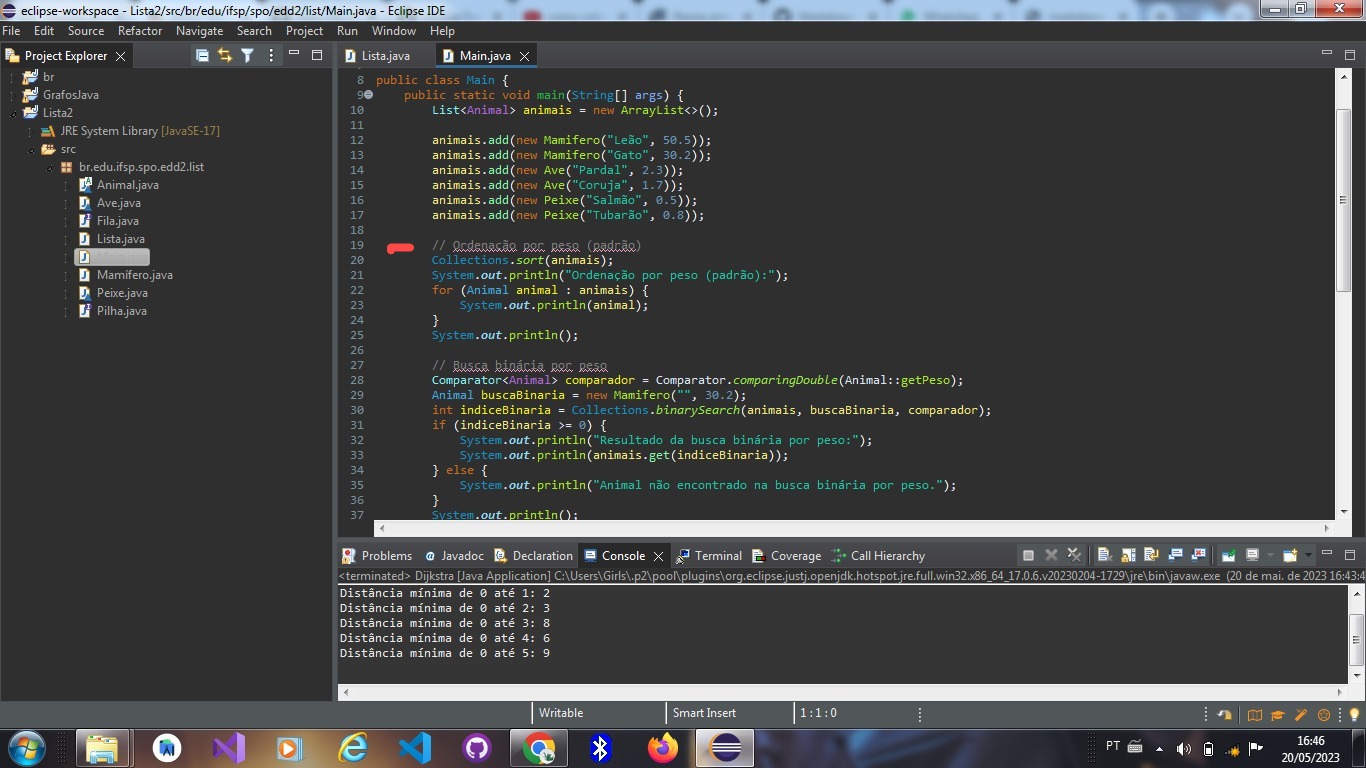 eclipse-workspace - Lista2/src/br/edu/ifsp/spo/edd2/list/Main.java - Eclipse IDE
File Edit Source Refactor Navigate Search Project Run Window Help
Project Explorer
br
GrafosJava
Lista2
JRE System Library [JavaSE-17]
src
br.edu.ifsp.spo.edd2.list
Animal.java
Ave.java
Fila.java
Lista.java
Main.java
Mamífero.java
Peixe.java
Pilha.java
Lista.java Main.java
8 public class Main {
9 public static void main(String[] args) {
10 List<Animal> animais = new ArrayList<>();
11
12 animais.add(new Mamifero("Leão", 50.5));
13 animais.add(new Mamifero("Gato", 30.2));
14 animais.add(new Ave("Pardal", 2.3));
15 animais.add(new Ave("Coruja", 1.7));
16 animais.add(new Peixe("Salmão", 0.5));
17 animais.add(new Peixe("Tubarão", 0.8));
18
19 // Ordenação por peso (padrão)
20 Collections.sort(animais);
21 System.out.println("Ordenação por peso (padrão):");
22 for (Animal animal : animais) {
23 System.out.println(animal);
24 }
25 System.out.println();
26
27 // Busca binária por peso
28 Comparator<Animal> comparador = Comparator.comparingDouble(Animal::getPeso);
29 Animal buscaBinaria = new Mamifero("", 30.2);
30 int indiceBinaria = Collections.binarySearch(animais, buscaBinaria, comparador);
31 if (indiceBinaria >= 0) {
32 System.out.println("Resultado da busca binária por peso:");
33 System.out.println(animais.get(indiceBinaria));
34 } else {
35 System.out.println("Animal não encontrado na busca binária por peso.");
36 }
37 System.out.println();
Problems Javadoc Declaration Console Terminal Coverage Call Hierarchy
<terminated> Dijkstra [Java Application] C:\Users\Girls\.p2\pool\plugins\org.eclipse.justj.openjdk.hotspot.jre.full.win32.x86_64_17.0.6.v20230204-1729\jre\bin\javaw.exe (20 de mai. de 2023 16:43:4
Distância mínima de 0 até 1: 2
Distância mínima de 0 até 2: 3
Distância mínima de 0 até 3: 8
Distância mínima de 0 até 4: 6
Distância mínima de 0 até 5: 9
Writable Smart Insert 1 : 1 : 0
PT 16:46
20/05/2023